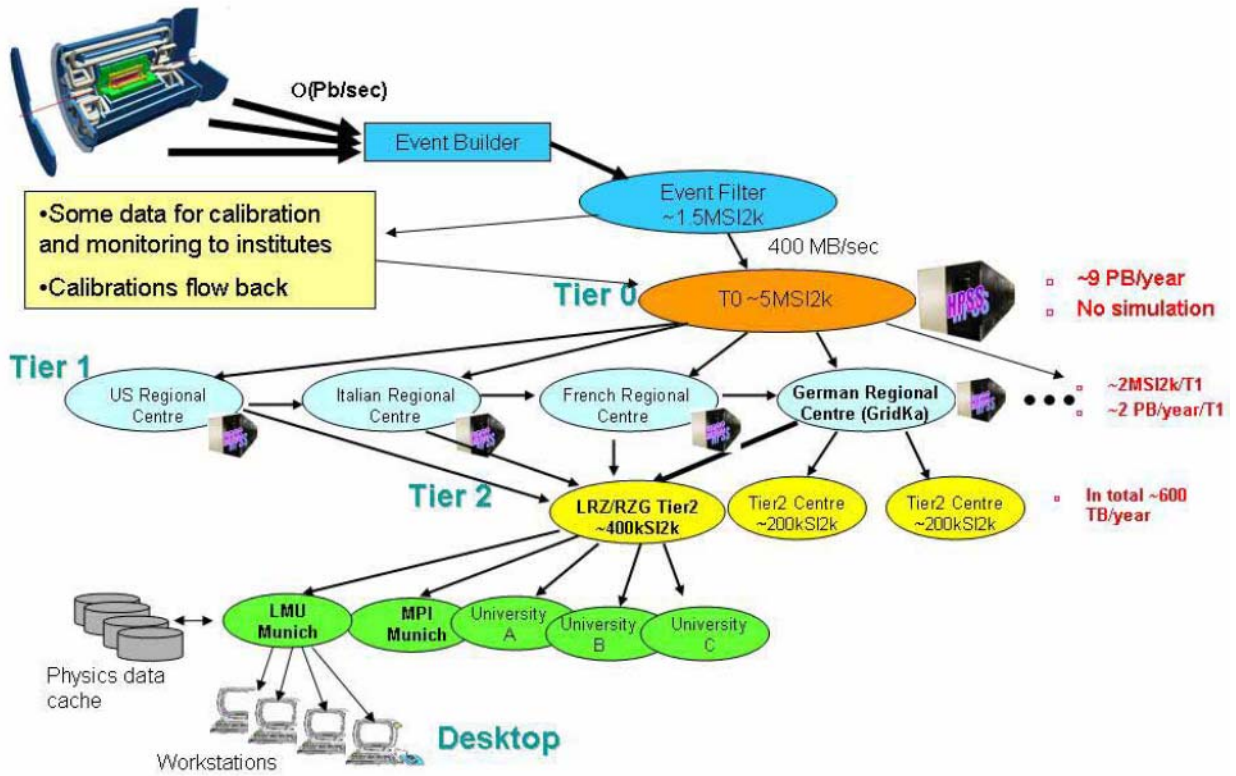 O(Pb/sec)
Event Builder
Event Filter
~1.5MSI2k
•Some data for calibration
and monitoring to institutes
•Calibrations flow back
400 MB/sec
Tier 0
T0 ~5MSI2k
HPSS
~9 PB/year
No simulation
Tier 1
US Regional
Centre
HPSS
Italian Regional
Centre
HPSS
French Regional
Centre
HPSS
German Regional
Centre (GridKa)
HPSS
~2MSI2k/T1
~2 PB/year/T1
Tier 2
LRZ/RZG Tier2
~400kSI2k
Tier2 Centre
~200kSI2k
Tier2 Centre
~200kSI2k
In total ~600
TB/year
LMU
Munich
MPI
Munich
University
A
University
B
University
C
Physics data
cache
Workstations
Desktop